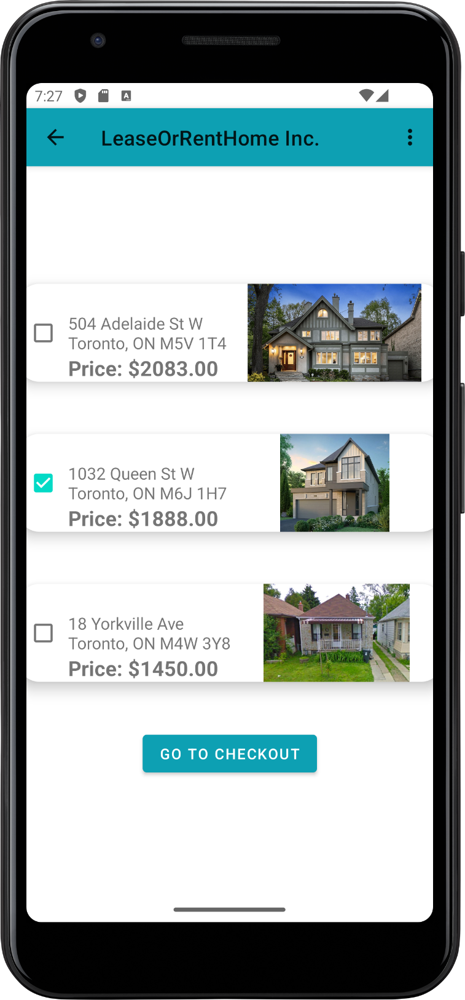 7:27
LeaseOrRentHome Inc.
504 Adelaide St W
Toronto, ON M5V 1T4
Price: $2083.00
1032 Queen St W
Toronto, ON M6J 1H7
Price: $1888.00
18 Yorkville Ave
Toronto, ON M4W 3Y8
Price: $1450.00
GO TO CHECKOUT